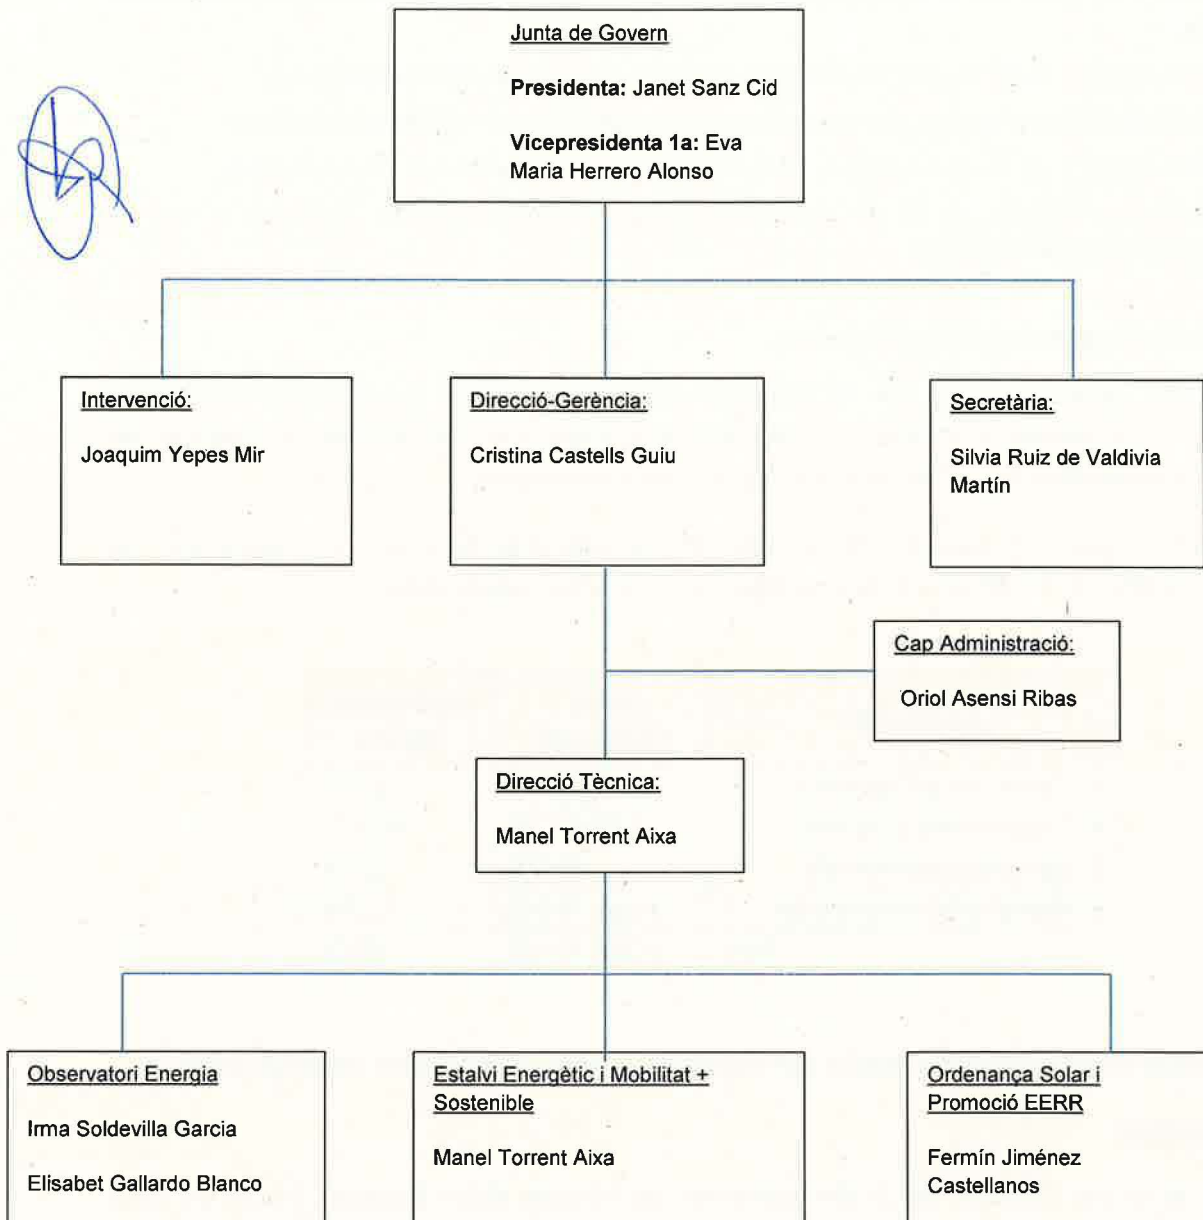 Junta de Govern
Presidenta: Janet Sanz Cid
Vicepresidenta 1a: Eva
Maria Herrero Alonso
Intervenció:
Joaquim Yepes Mir
Direcció-Gerència:
Cristina Castells Guiu
Secretària:
Silvia Ruiz de Valdivia
Martín
Cap Administració:
Oriol Asensi Ribas
Direcció Tècnica:
Manel Torrent Aixa
Observatori Energia
Irma Soldevilla Garcia
Elisabet Gallardo Blanco
Estalvi Energètic i Mobilitat +
Sostenible
Manel Torrent Aixa
Ordenança Solar i
Promoció EERR
Fermín Jiménez
Castellanos